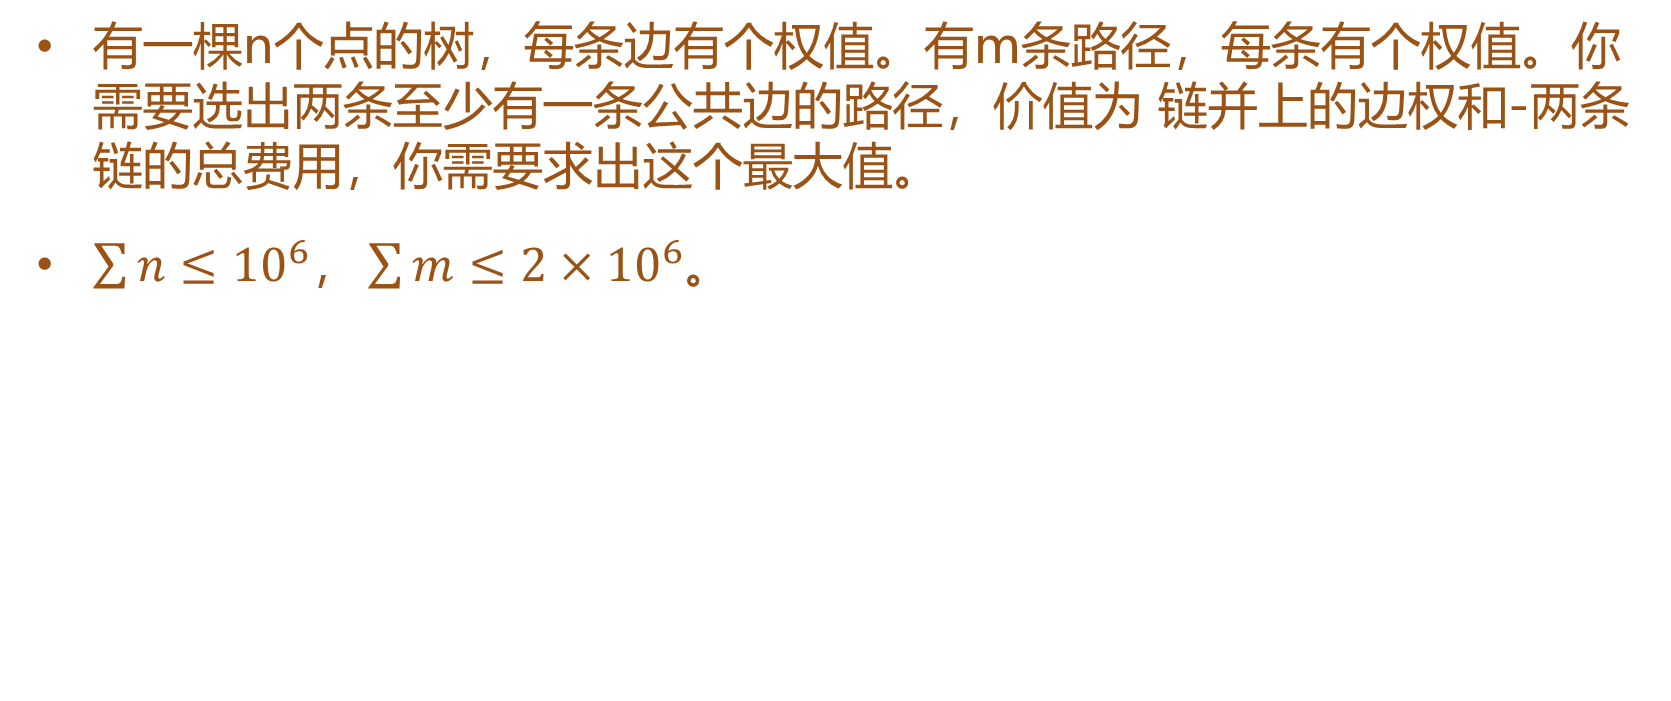 • 有一棵n个点的树，每条边有个权值。有m条路径，每条有个权值。你
需要选出两条至少有一条公共边的路径，价值为 链并上的边权和-两条
链的总费用，你需要求出这个最大值。
• ∑ n ≤ 10⁶，∑ m ≤ 2 × 10⁶。